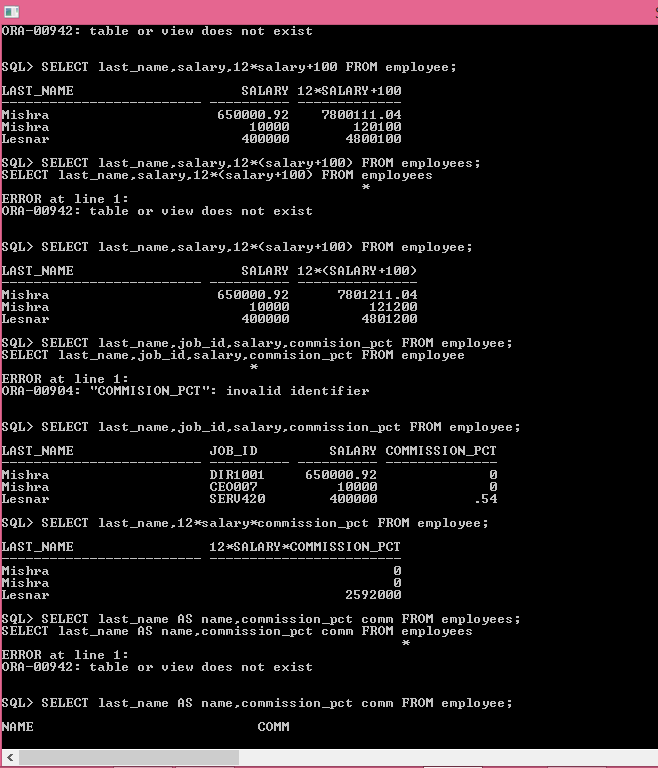 ORA-00942: table or view does not exist
SQL> SELECT last_name,salary,12*salary+100 FROM employee;
LAST_NAME                     SALARY 12*SALARY+100
------------------------- ---------- -------------
Mishra                     650000.92    7800111.04
Mishra                         10000        120100
Lesnar                        400000       4800100
SQL> SELECT last_name,salary,12*(salary+100) FROM employees;
SELECT last_name,salary,12*(salary+100) FROM employees
                                             *
ERROR at line 1:
ORA-00942: table or view does not exist
SQL> SELECT last_name,salary,12*(salary+100) FROM employee;
LAST_NAME                     SALARY 12*(SALARY+100)
------------------------- ---------- ---------------
Mishra                     650000.92      7801211.04
Mishra                         10000          121200
Lesnar                        400000         4801200
SQL> SELECT last_name,job_id,salary,commision_pct FROM employee;
SELECT last_name,job_id,salary,commision_pct FROM employee
                               *
ERROR at line 1:
ORA-00904: "COMMISION_PCT": invalid identifier
SQL> SELECT last_name,job_id,salary,commission_pct FROM employee;
LAST_NAME                 JOB_ID         SALARY COMMISSION_PCT
------------------------- ---------- ---------- --------------
Mishra                    DIR1001     650000.92              0
Mishra                    CEO007          10000              0
Lesnar                    SERV420        400000            .54
SQL> SELECT last_name,12*salary*commission_pct FROM employee;
LAST_NAME                 12*SALARY*COMMISSION_PCT
------------------------- ------------------------
Mishra                                           0
Mishra                                           0
Lesnar                                     2592000
SQL> SELECT last_name AS name,commission_pct comm FROM employees;
SELECT last_name AS name,commission_pct comm FROM employees
                                                  *
ERROR at line 1:
ORA-00942: table or view does not exist
SQL> SELECT last_name AS name,commission_pct comm FROM employee;
NAME                            COMM